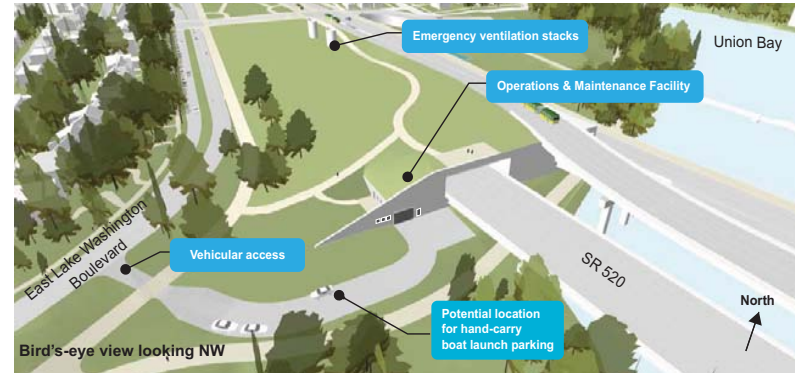 Emergency ventilation stacks
Union Bay
Operations & Maintenance Facility
East Lake Washington
Boulevard
Vehicular access
SR 520
North
Potential location
for hand-carry
boat launch parking
Bird's-eye view looking NW